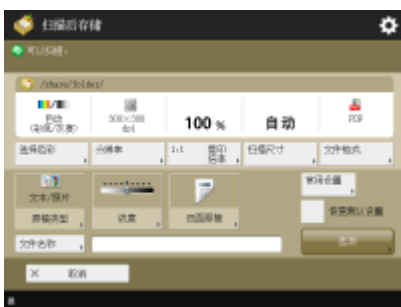 扫描后存储
可以扫描。
/share/folder/
自动
(彩色/灰度)
300×300
dpi
100 %
自动
PDF
选择色彩
分辨率
1:1
复印
倍率
扫描尺寸
文件格式
文本/照片
原稿类型
浓度
双面原稿
常用设置
恢复默认设置
文件名称
选项
× 取消